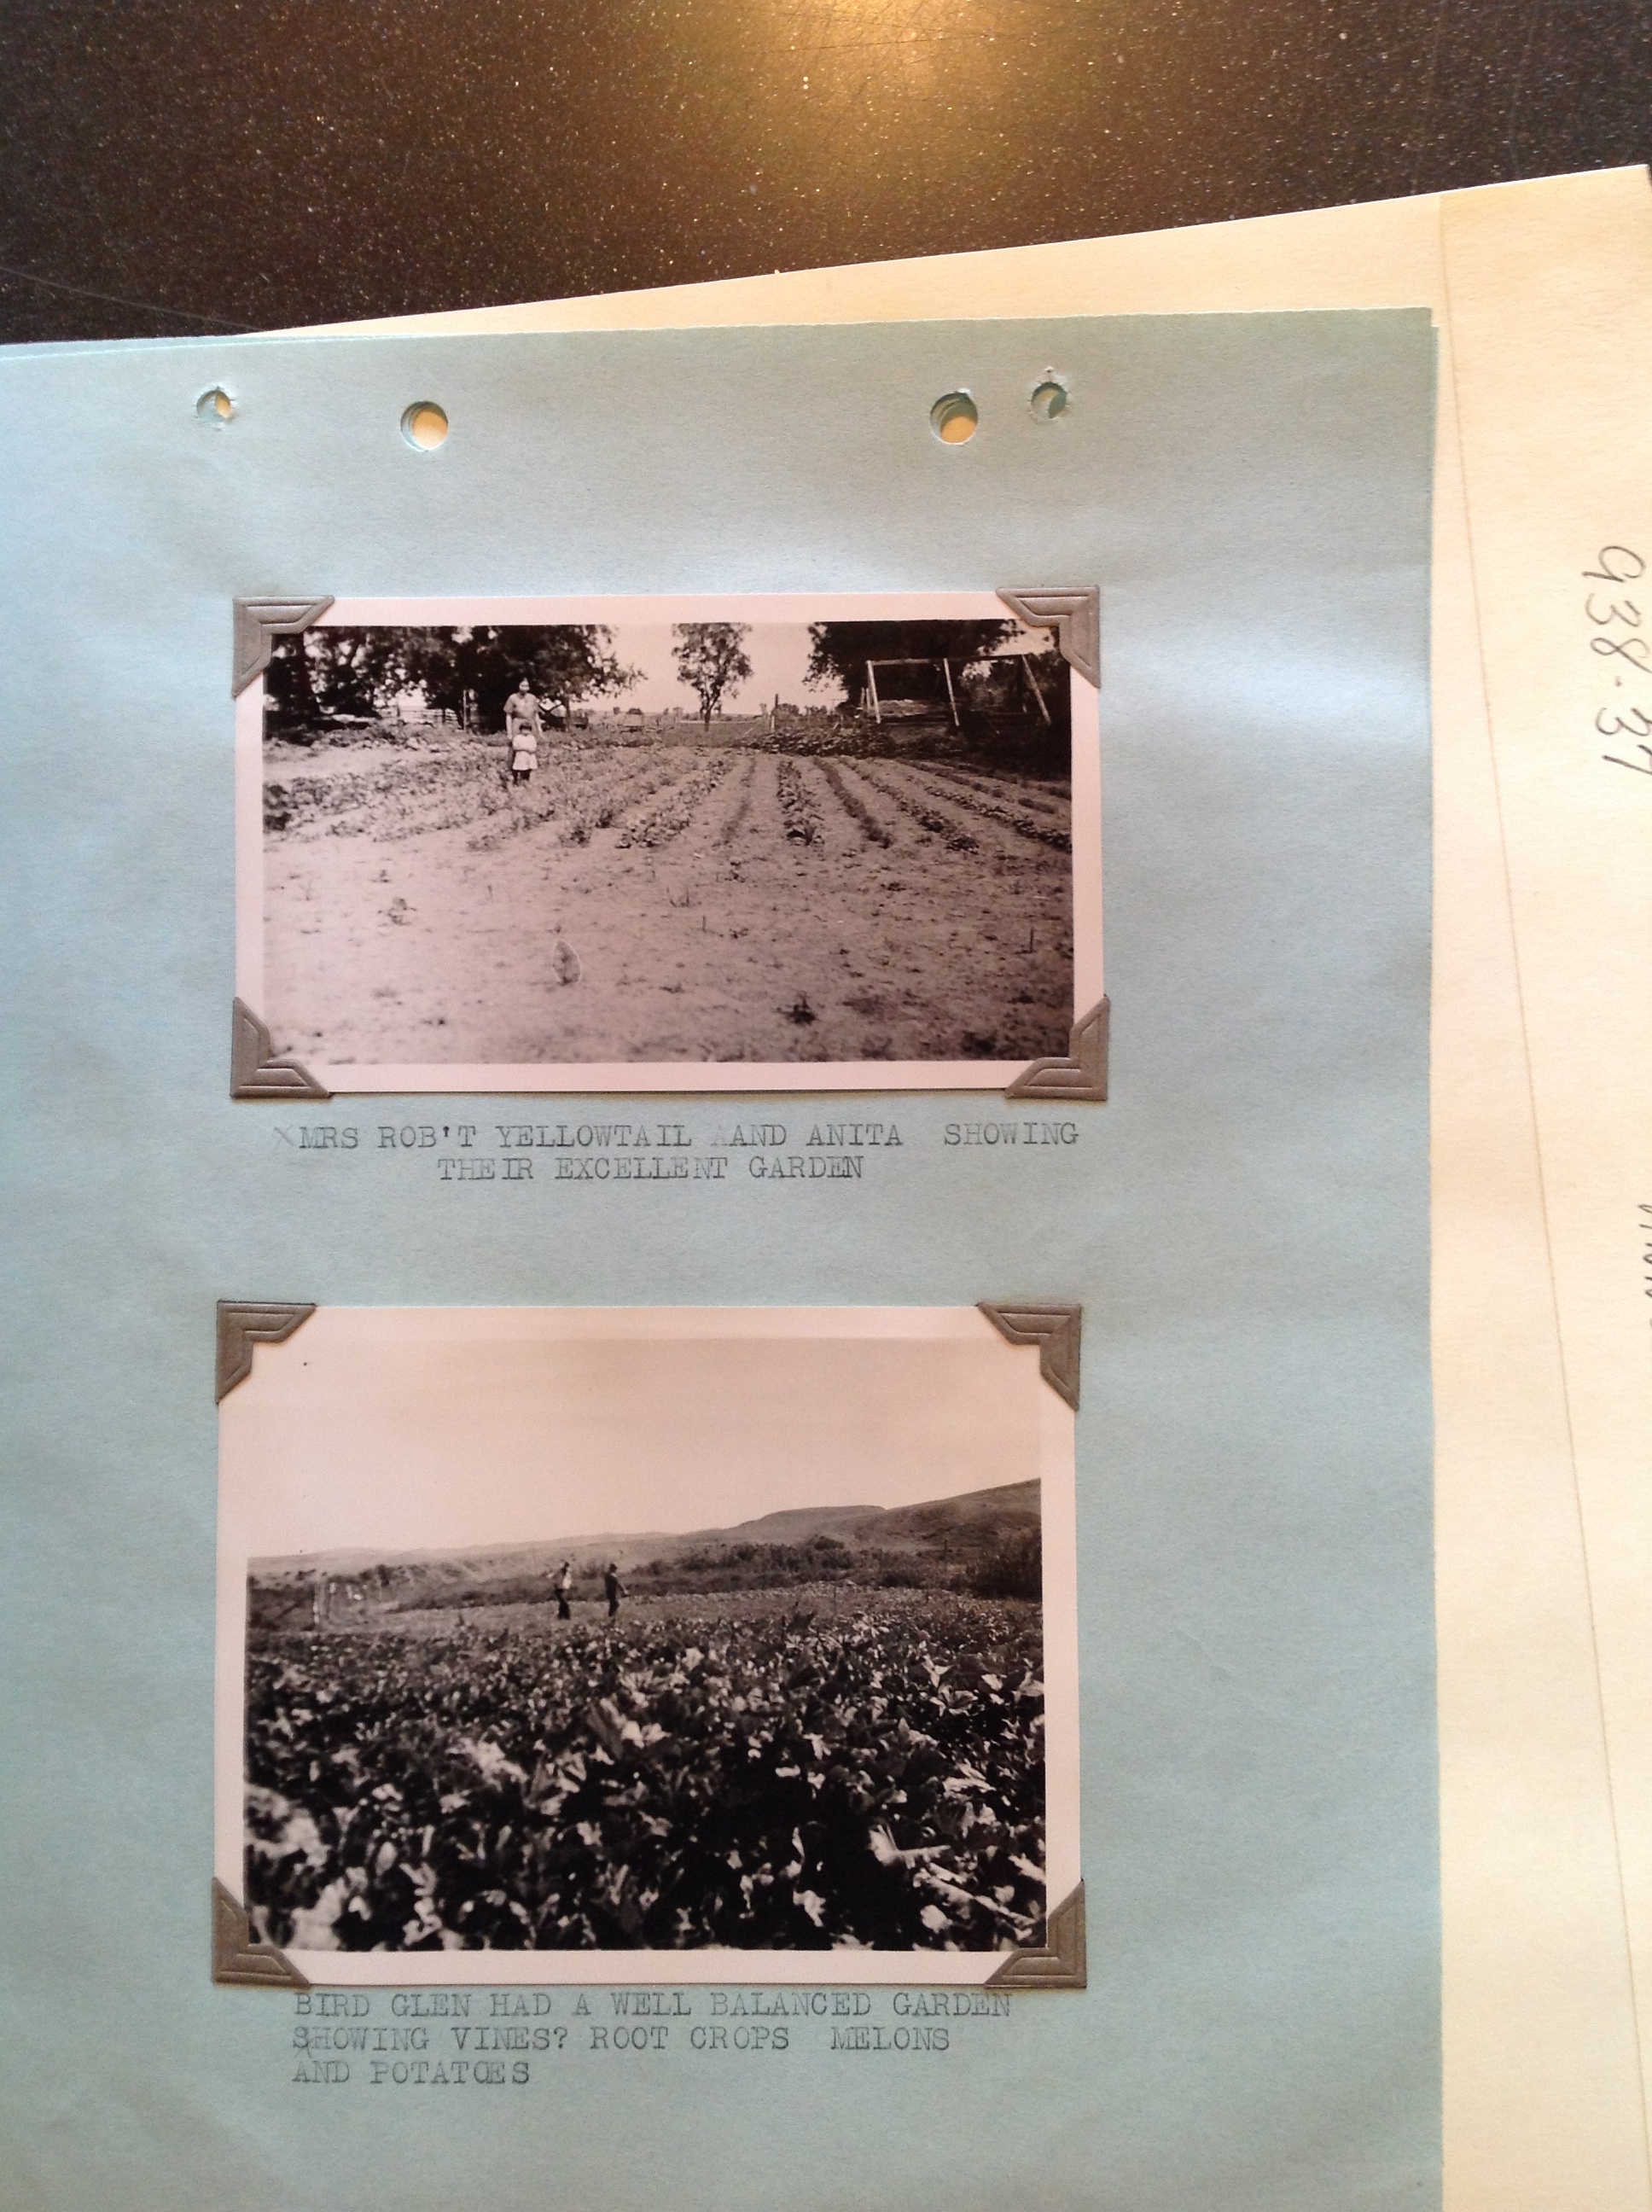 XMRS ROB'T YELLOWTAIL AAND ANITA SHOWING
THEIR EXCELLENT GARDEN
BIRD GLEN HAD A WELL BALANCED GARDEN
SHOWING VINES? ROOT CROPS MELONS
AND POTATOES
938.37